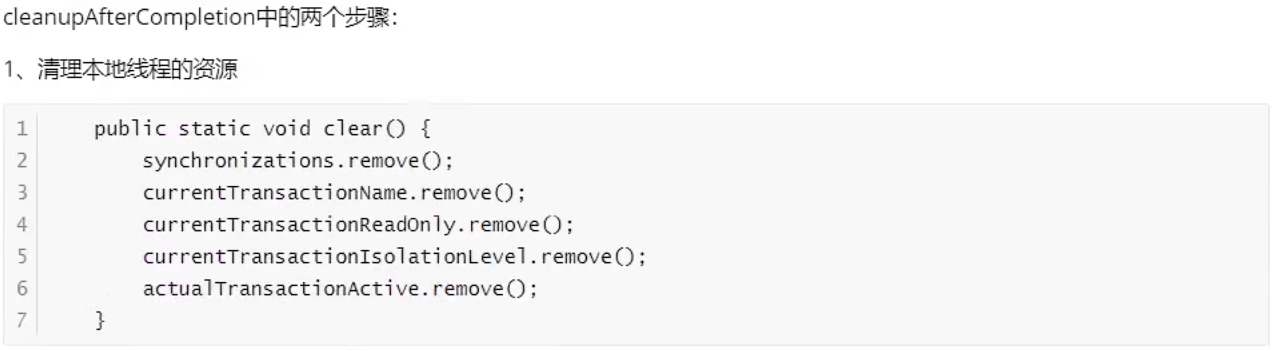 cleanupAfterCompletion中的两个步骤：
1、清理本地线程的资源
1 public static void clear() {
2 synchronizations.remove();
3 currentTransactionName.remove();
4 currentTransactionReadOnly.remove();
5 currentTransactionIsolationLevel.remove();
6 actualTransactionActive.remove();
7 }